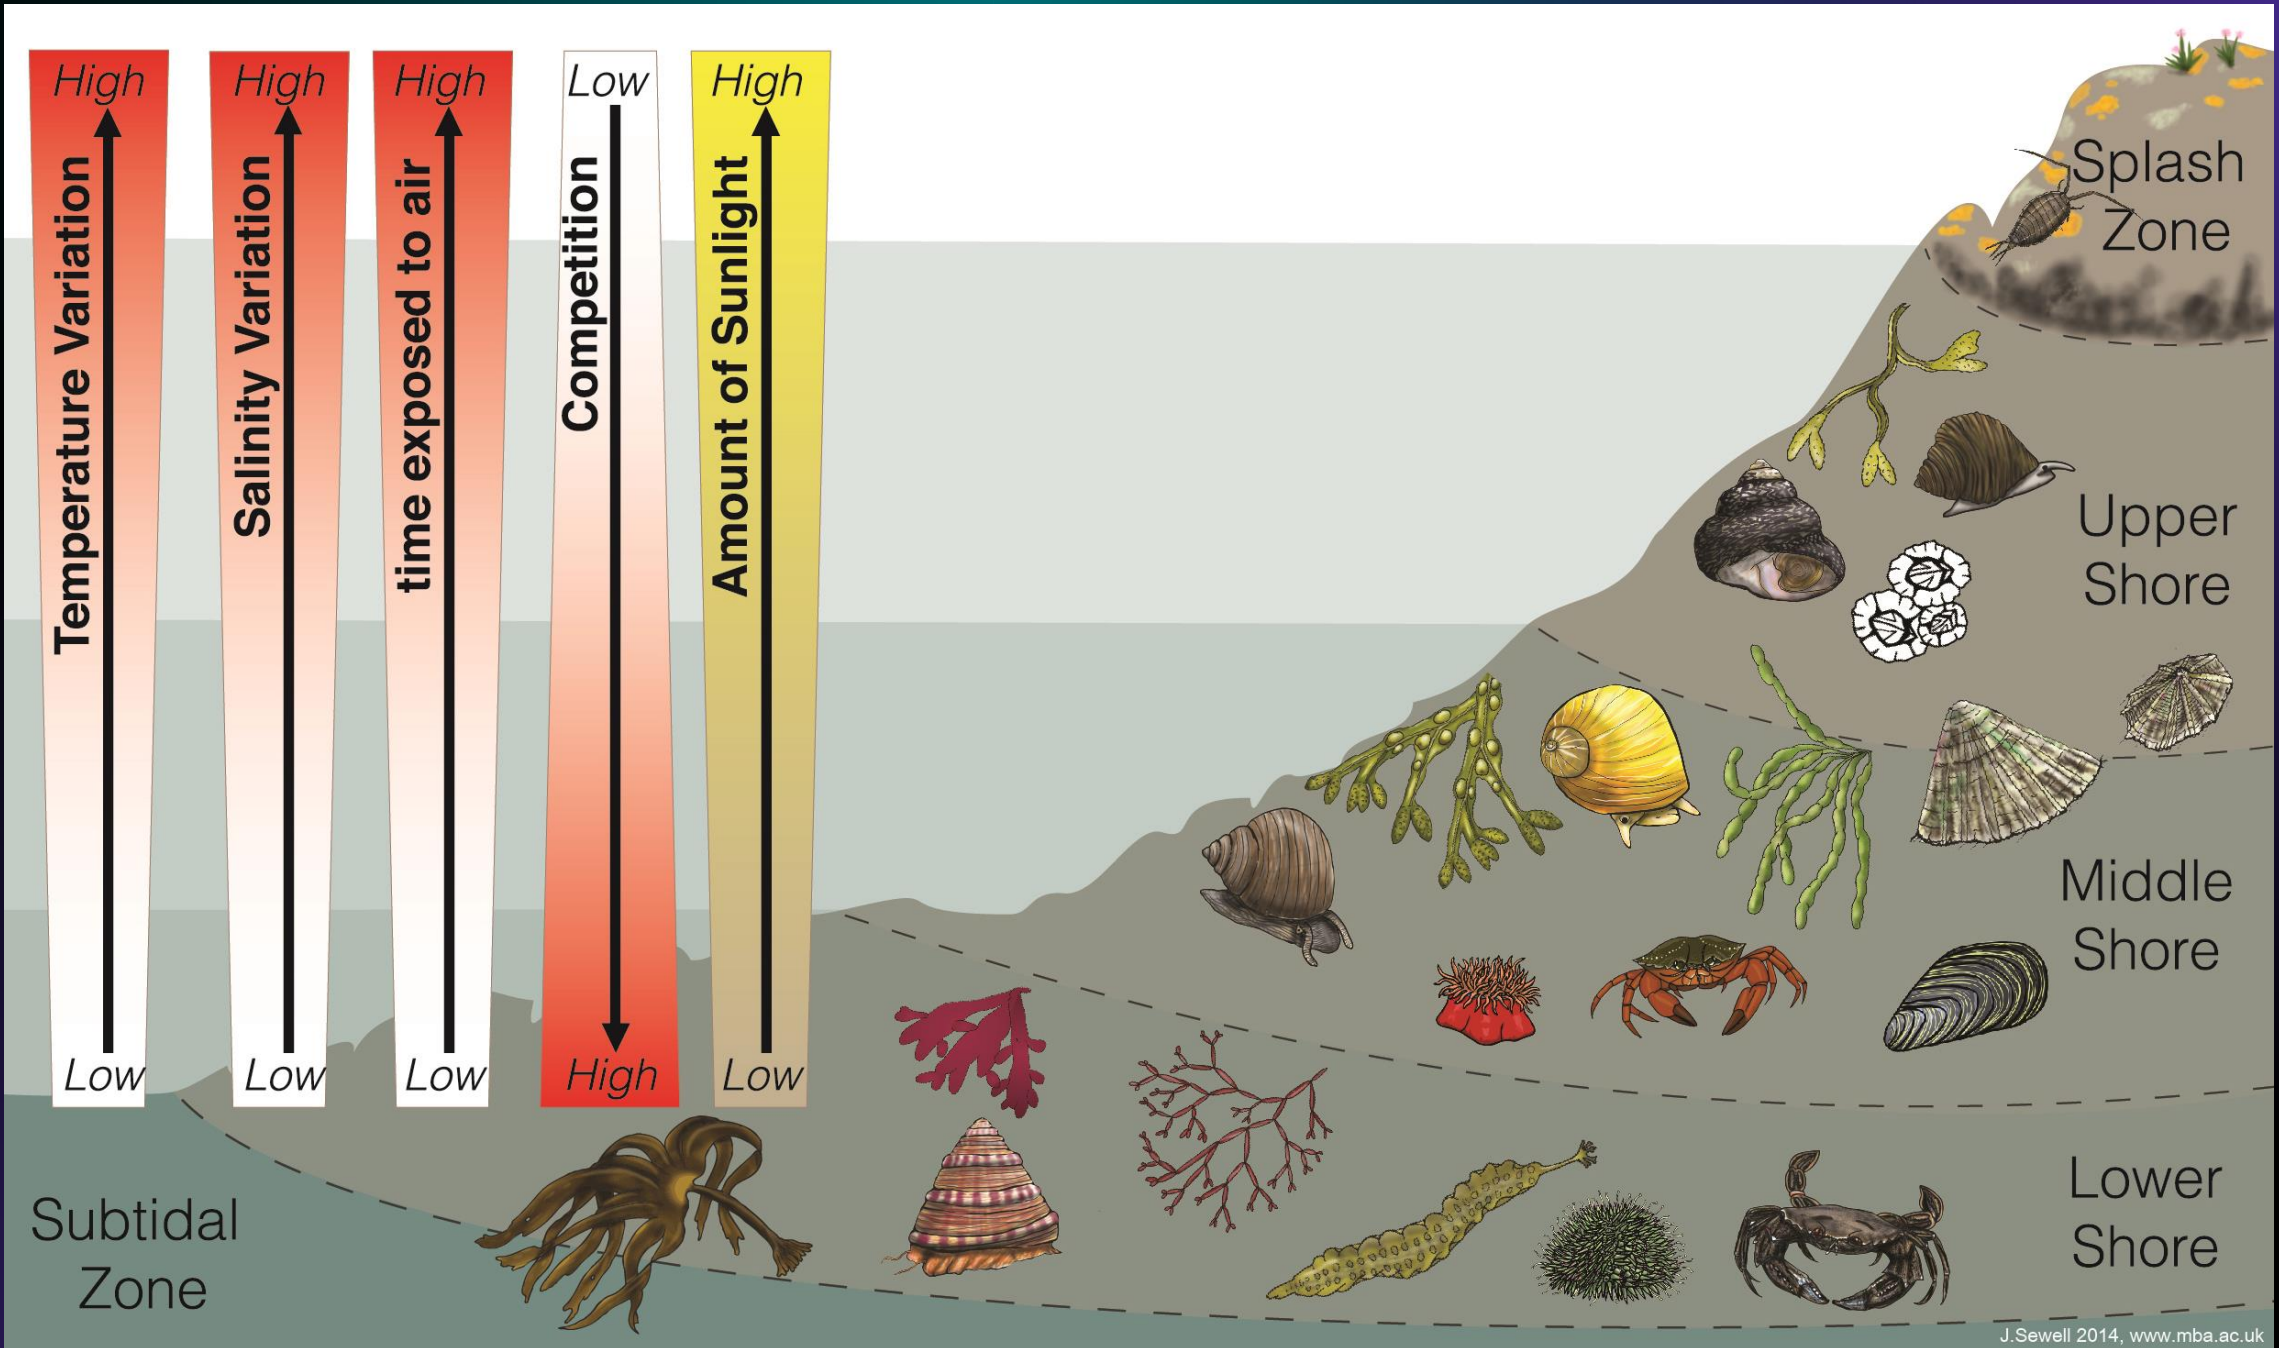 High
Temperature Variation
Low
High
Salinity Variation
Low
High
time exposed to air
Low
Low
Competition
High
High
Amount of Sunlight
Low
Splash
Zone
Upper
Shore
Middle
Shore
Lower
Shore
Subtidal
Zone
J.Sewell 2014, www.mba.ac.uk